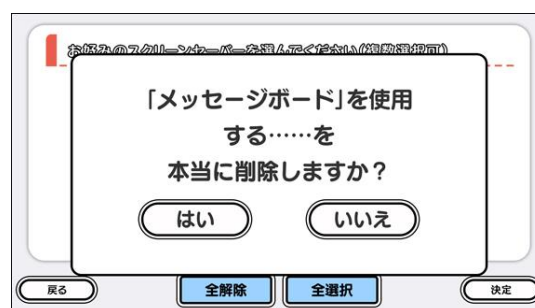 お好みのスクリーンセーバーを選んでください(複数選択可)
「メッセージボード」を使用
する……を
本当に削除しますか？
はい いいえ
戻る 全解除 全選択 決定